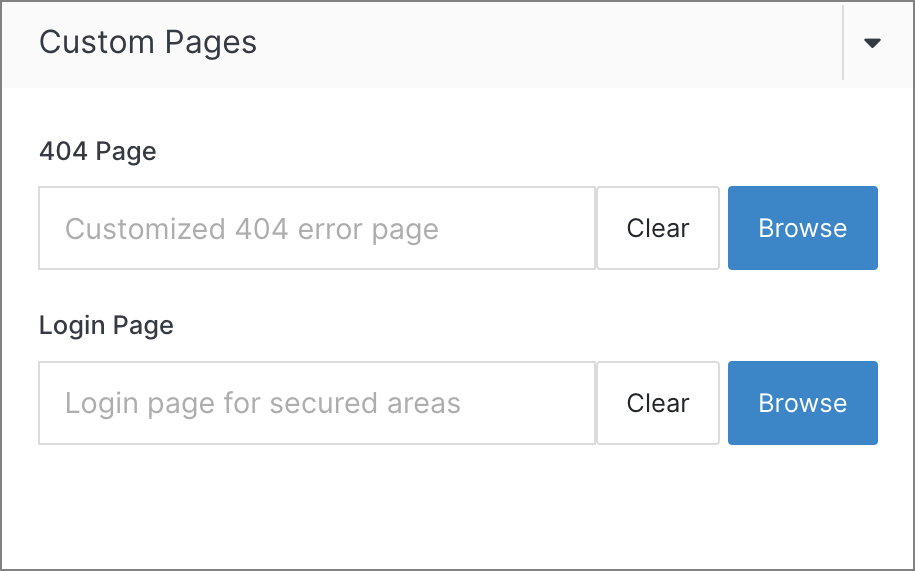 Custom Pages
404 Page
Customized 404 error page Clear Browse
Login Page
Login page for secured areas Clear Browse